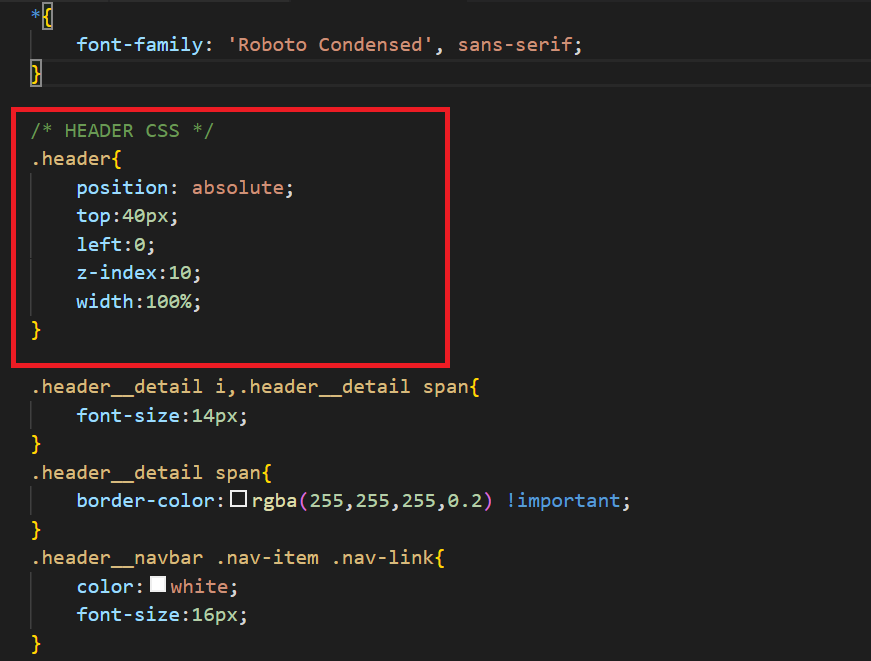 *{
font-family: 'Roboto Condensed', sans-serif;
}
/* HEADER CSS */
.header{
position: absolute;
top:40px;
left:0;
z-index:10;
width:100%;
}
.header__detail i,.header__detail span{
font-size:14px;
}
.header__detail span{
border-color:rgba(255,255,255,0.2) !important;
}
.header__navbar .nav-item .nav-link{
color:white;
font-size:16px;
}